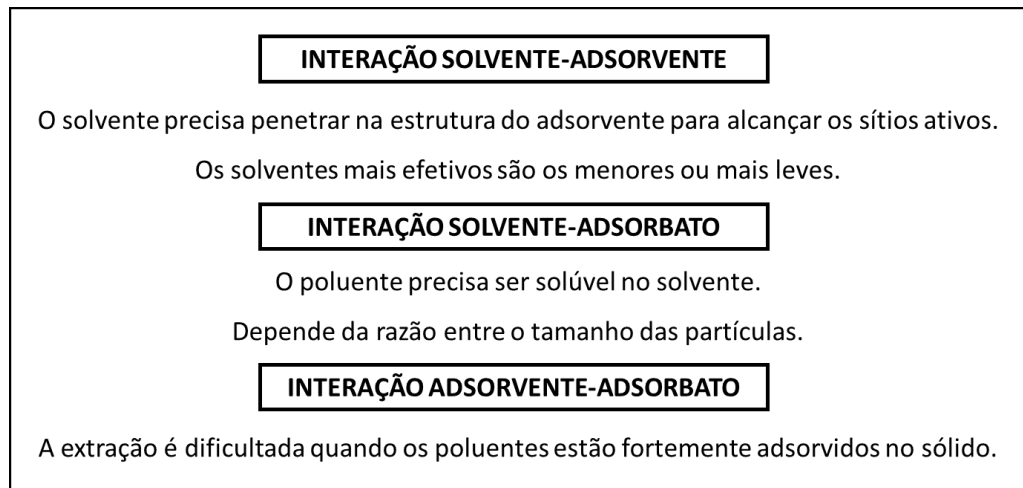 INTERAÇÃO SOLVENTE-ADSORVENTE
O solvente precisa penetrar na estrutura do adsorvente para alcançar os sítios ativos.
Os solventes mais efetivos são os menores ou mais leves.
INTERAÇÃO SOLVENTE-ADSORBATO
O poluente precisa ser solúvel no solvente.
Depende da razão entre o tamanho das partículas.
INTERAÇÃO ADSORVENTE-ADSORBATO
A extração é dificultada quando os poluentes estão fortemente adsorvidos no sólido.